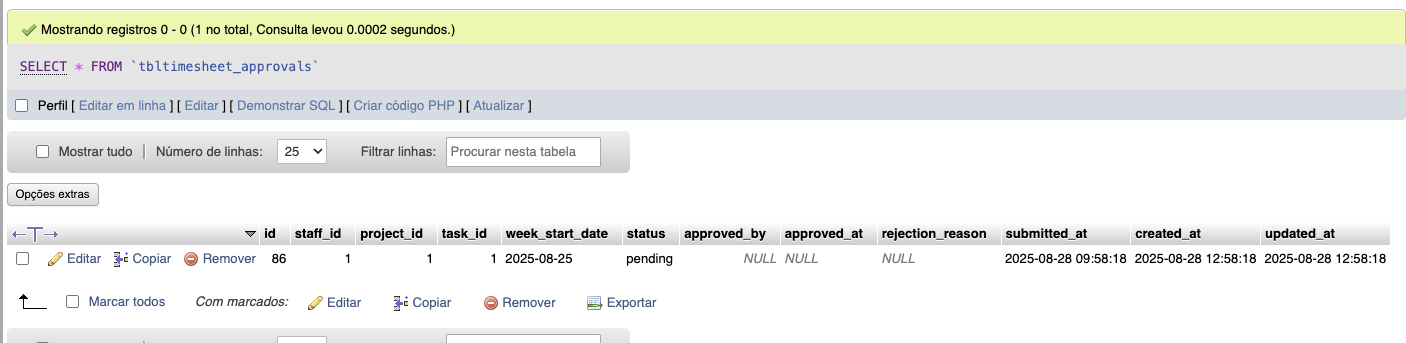 Mostrando registros 0 - 0 (1 no total, Consulta levou 0.0002 segundos.)
SELECT * FROM `tbltimesheet_approvals`
Perfil [ Editar em linha ] [ Editar ] [ Demonstrar SQL ] [ Criar código PHP ] [ Atualizar ]
Mostrar tudo | Número de linhas: 25 Filtrar linhas: Procurar nesta tabela
Opções extras
id staff_id project_id task_id week_start_date status approved_by approved_at rejection_reason submitted_at created_at updated_at
Editar Copiar Remover 86 1 1 1 2025-08-25 pending NULL NULL NULL 2025-08-28 09:58:18 2025-08-28 12:58:18 2025-08-28 12:58:18
Marcar todos Com marcados: Editar Copiar Remover Exportar